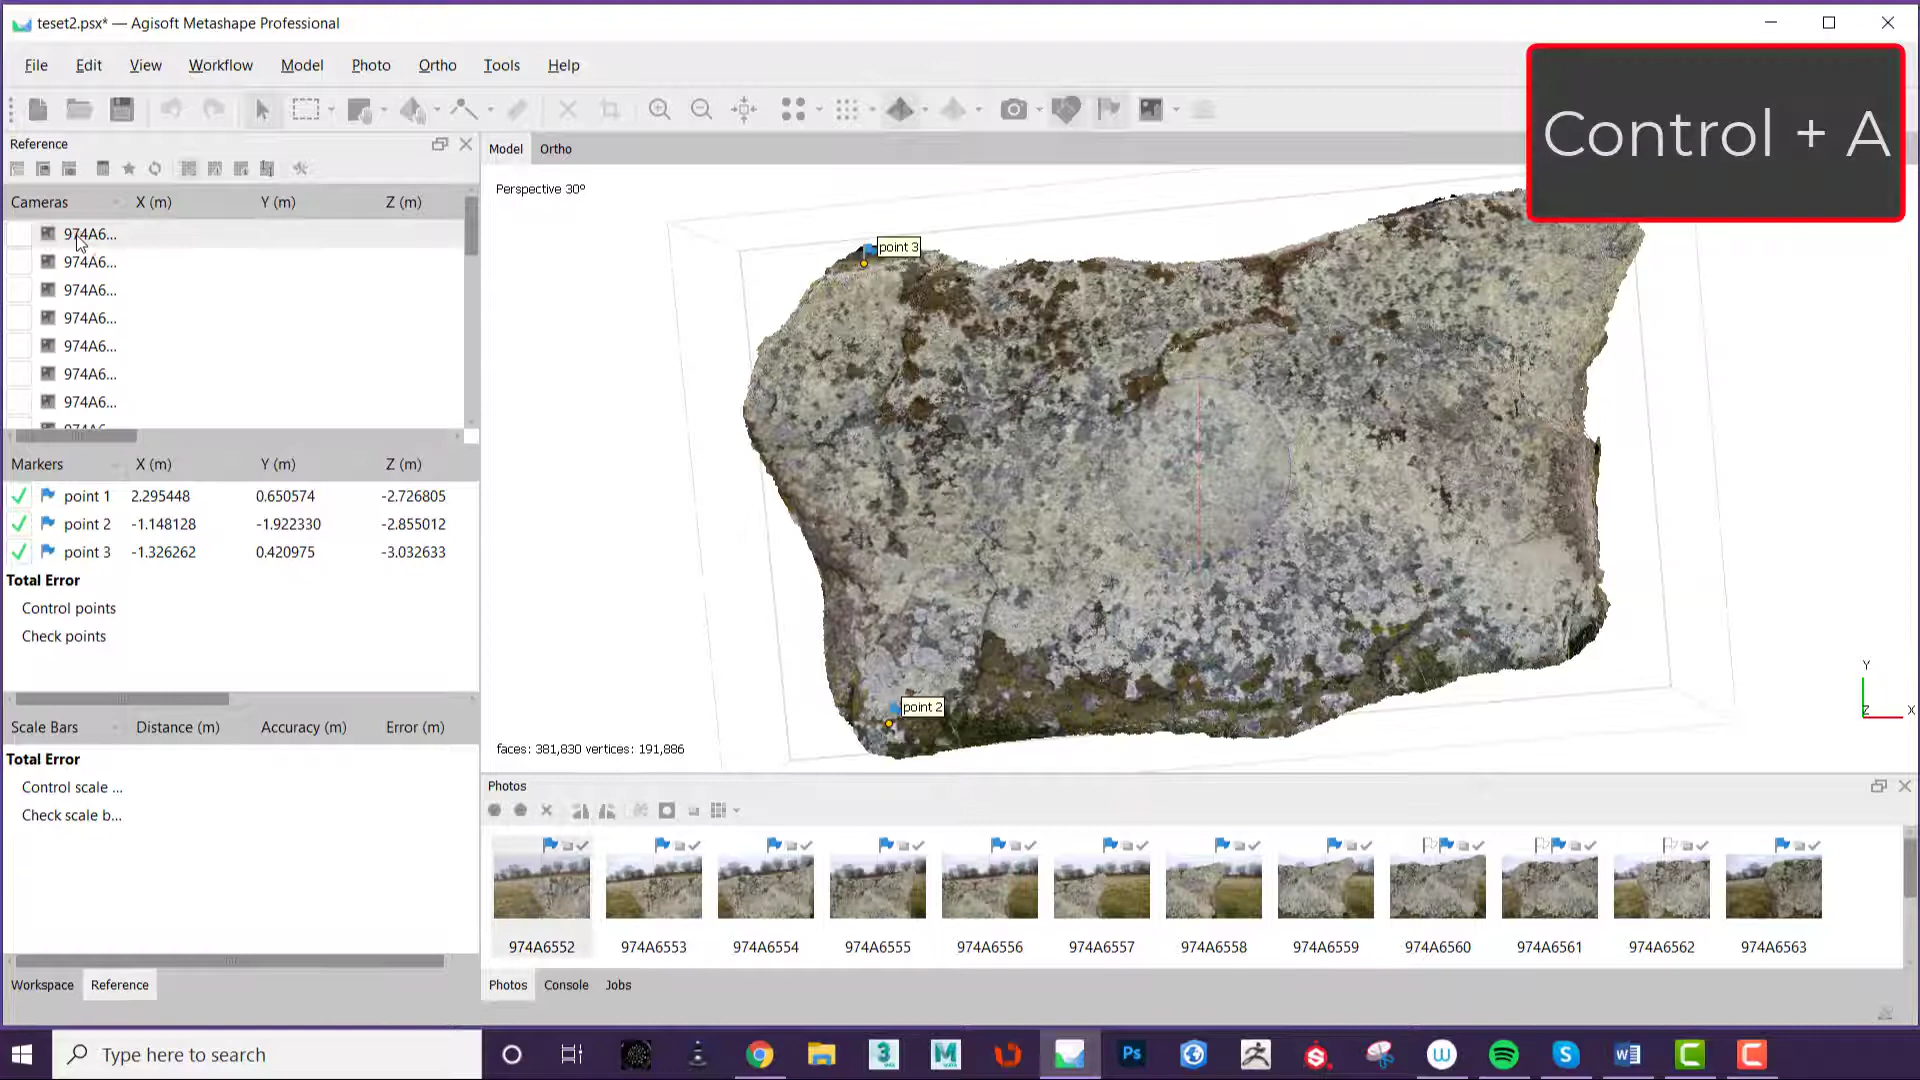 teset2.psx* — Agisoft Metashape Professional
File Edit View Workflow Model Photo Ortho Tools Help
Control + A
Reference
Cameras X (m) Y (m) Z (m)
974A6...
974A6...
974A6...
974A6...
974A6...
974A6...
974A6...
Markers X (m) Y (m) Z (m)
point 1 2.295448 0.650574 -2.726805
point 2 -1.148128 -1.922330 -2.855012
point 3 -1.326262 0.420975 -3.032633
Total Error
Control points
Check points
Scale Bars Distance (m) Accuracy (m) Error (m)
Total Error
Control scale ...
Check scale b...
Workspace Reference
Model Ortho
Perspective 30°
point 3
point 2
Y
Z X
faces: 381,830 vertices: 191,886
Photos
974A6552 974A6553 974A6554 974A6555 974A6556 974A6557 974A6558 974A6559 974A6560 974A6561 974A6562 974A6563
Photos Console Jobs
Type here to search
3 M Ps S W S W C C